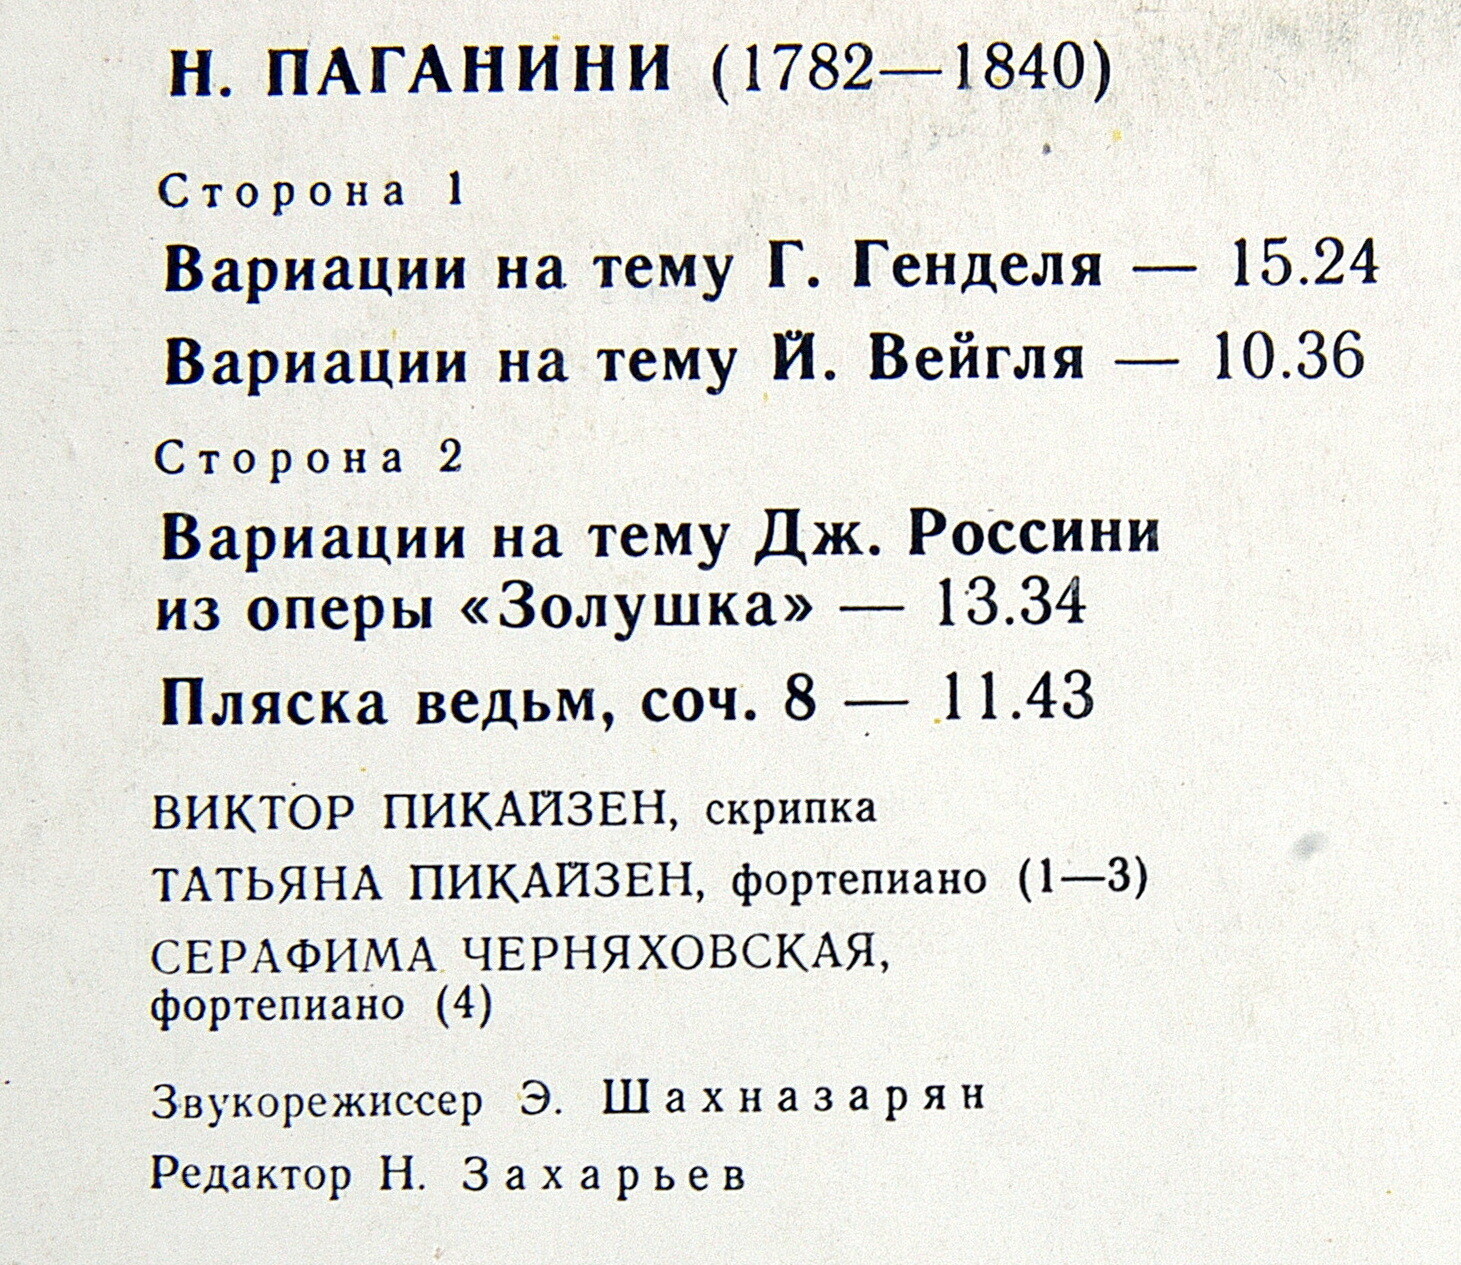 Н. ПАГАНИНИ (1782—1840)
Сторона 1
Вариации на тему Г. Генделя — 15.24
Вариации на тему Й. Вейгля — 10.36
Сторона 2
Вариации на тему Дж. Россини
из оперы «Золушка» — 13.34
Пляска ведьм, соч. 8 — 11.43
ВИКТОР ПИКАЙЗЕН, скрипка
ТАТЬЯНА ПИКАЙЗЕН, фортепиано (1—3)
СЕРАФИМА ЧЕРНЯХОВСКАЯ,
фортепиано (4)
Звукорежиссер Э. Шахназарян
Редактор Н. Захарьев